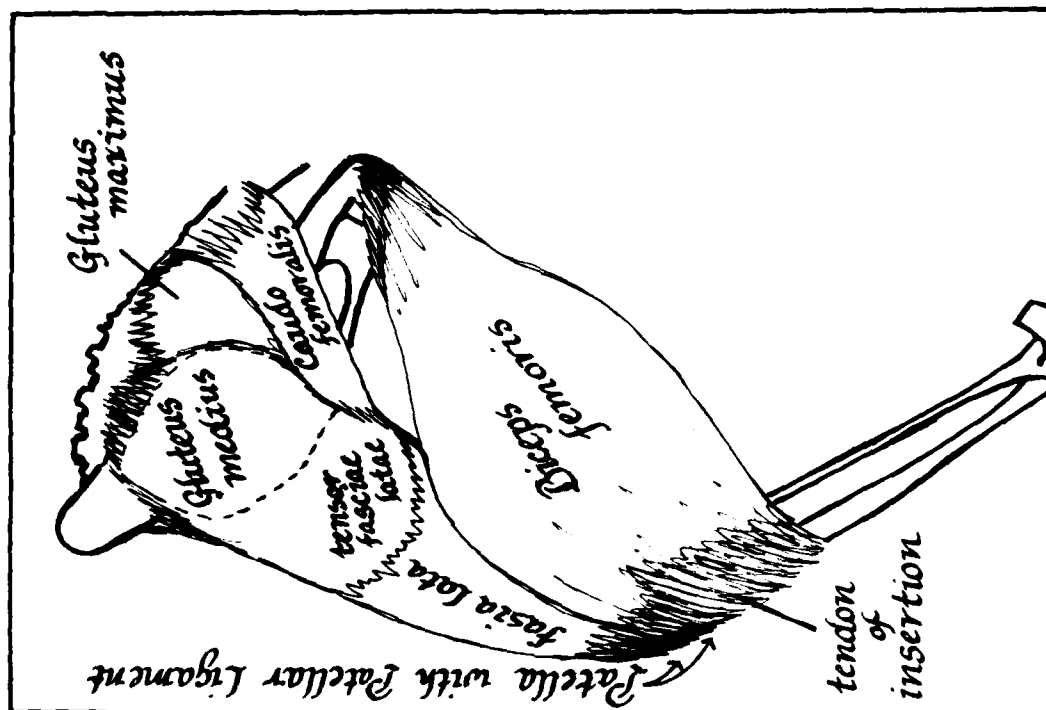 Gluteus
maximus
Caudo
femoralis
Gluteus
medius
tensor
fasciae
latae
fasia lata
Biceps
femoris
Patella with Patellar Ligament
tendon
of
insertion